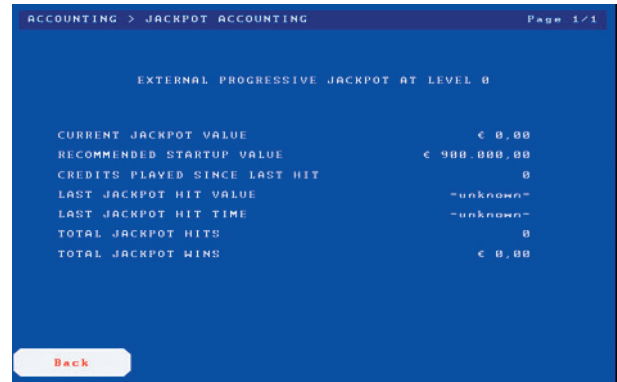 ACCOUNTING > JACKPOT ACCOUNTING Page 1/1
EXTERNAL PROGRESSIVE JACKPOT AT LEVEL 0
CURRENT JACKPOT VALUE € 0,00
RECOMMENDED STARTUP VALUE € 900.000,00
CREDITS PLAYED SINCE LAST HIT 0
LAST JACKPOT HIT VALUE -unknown-
LAST JACKPOT HIT TIME -unknown-
TOTAL JACKPOT HITS 0
TOTAL JACKPOT WINS € 0,00
Back